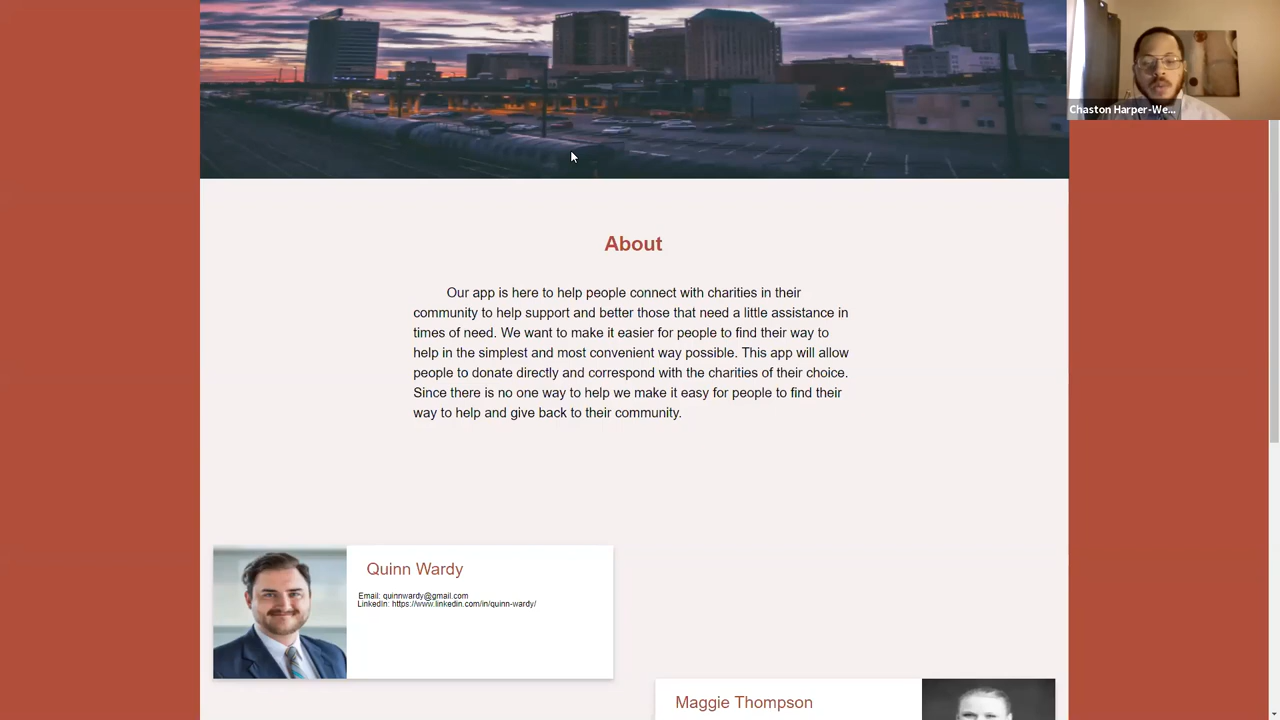 Chaston Harper-We...
About
Our app is here to help people connect with charities in their
community to help support and better those that need a little assistance in
times of need. We want to make it easier for people to find their way to
help in the simplest and most convenient way possible. This app will allow
people to donate directly and correspond with the charities of their choice.
Since there is no one way to help we make it easy for people to find their
way to help and give back to their community.
Quinn Wardy
Email: quinnwardy@gmail.com
LinkedIn: https://www.linkedin.com/in/quinn-wardy/
Maggie Thompson